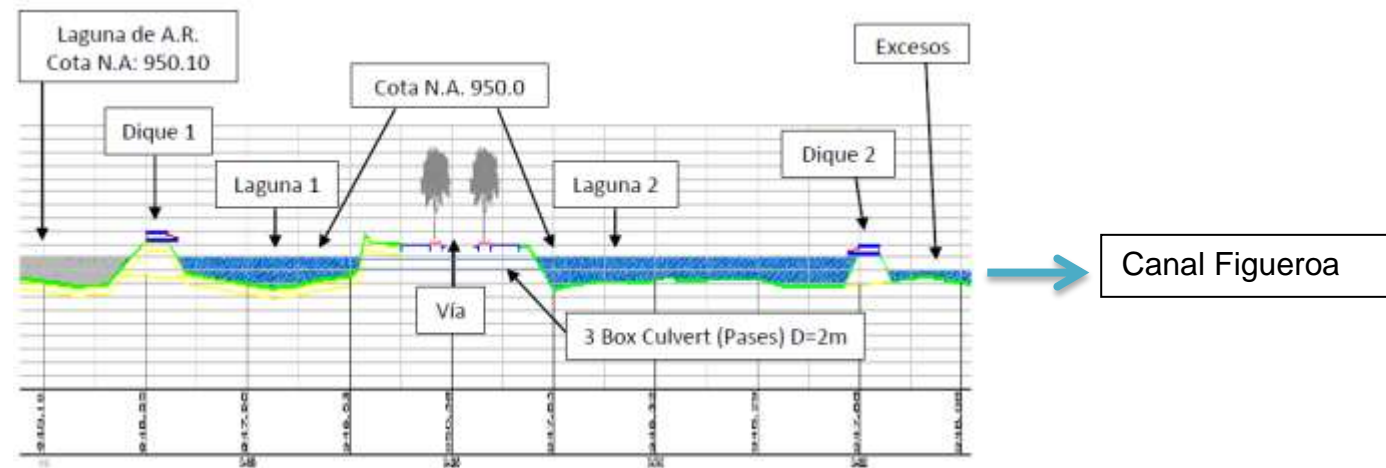 Laguna de A.R.
Cota N.A: 950.10
Excesos
Cota N.A. 950.0
Dique 1
Dique 2
Laguna 1
Laguna 2
Canal Figueroa
Vía
3 Box Culvert (Pases) D=2m